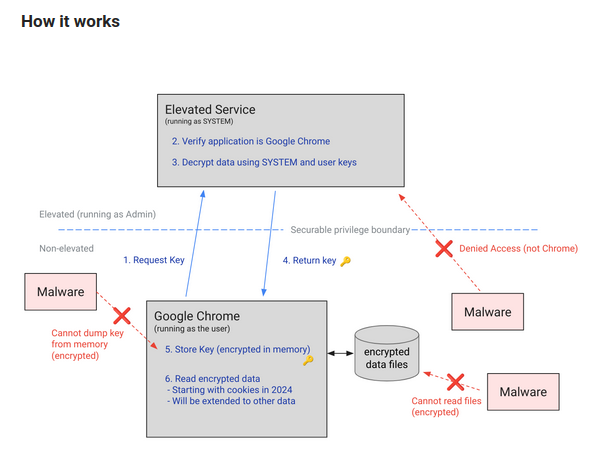 How it works
Elevated Service
(running as SYSTEM)
2. Verify application is Google Chrome
3. Decrypt data using SYSTEM and user keys
Elevated (running as Admin)
Securable privilege boundary
Non-elevated
Denied Access (not Chrome)
1. Request Key
4. Return key
Malware
Malware
Google Chrome
(running as the user)
Cannot dump key
from memory
(encrypted)
5. Store Key (encrypted in memory)
6. Read encrypted data
- Starting with cookies in 2024
- Will be extended to other data
encrypted
data files
Malware
Cannot read files
(encrypted)